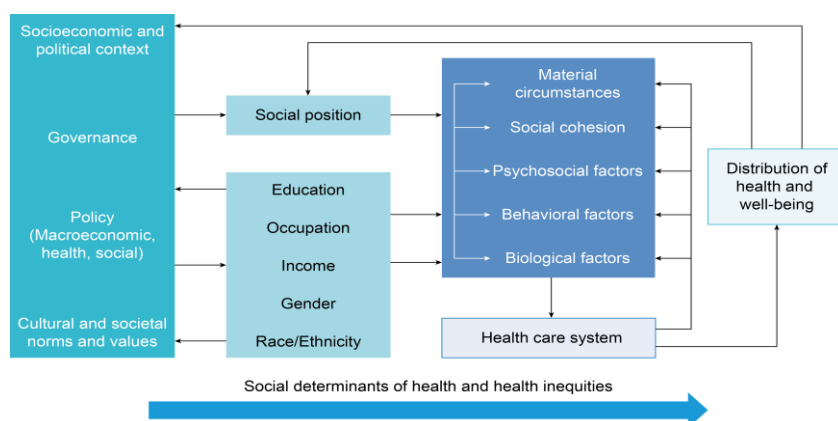 Socioeconomic and
political context
Governance
Policy
(Macroeconomic,
health, social)
Cultural and societal
norms and values
Social position
Education
Occupation
Income
Gender
Race/Ethnicity
Material
circumstances
Social cohesion
Psychosocial factors
Behavioral factors
Biological factors
Health care system
Distribution of
health and
well-being
Social determinants of health and health inequities